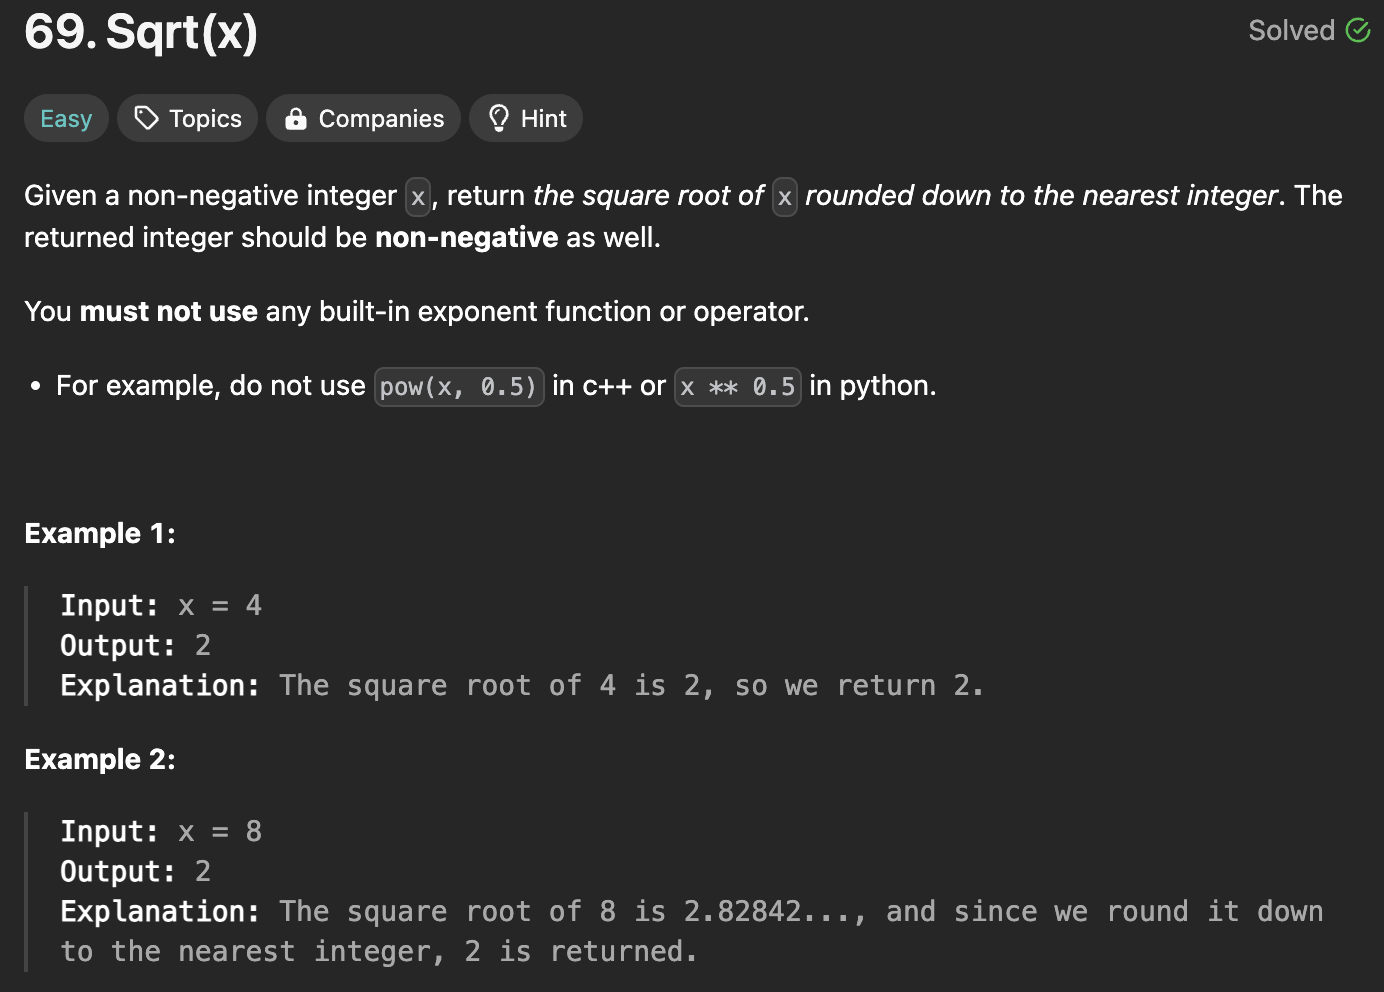 69. Sqrt(x)
Solved
Easy Topics Companies Hint
Given a non-negative integer x, return the square root of x rounded down to the nearest integer. The
returned integer should be non-negative as well.
You must not use any built-in exponent function or operator.
• For example, do not use pow(x, 0.5) in c++ or x ** 0.5 in python.
Example 1:
Input: x = 4
Output: 2
Explanation: The square root of 4 is 2, so we return 2.
Example 2:
Input: x = 8
Output: 2
Explanation: The square root of 8 is 2.82842..., and since we round it down
to the nearest integer, 2 is returned.